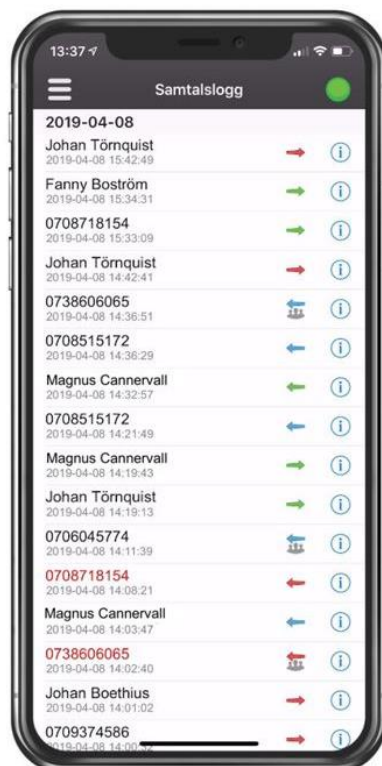 13:37
Samtalslogg
2019-04-08
Johan Törnquist
2019-04-08 15:42:49
Fanny Boström
2019-04-08 15:34:31
0708718154
2019-04-08 15:33:09
Johan Törnquist
2019-04-08 14:42:41
0738606065
2019-04-08 14:36:51
0708515172
2019-04-08 14:36:29
Magnus Cannervall
2019-04-08 14:32:57
0708515172
2019-04-08 14:21:49
Magnus Cannervall
2019-04-08 14:19:43
Johan Törnquist
2019-04-08 14:19:13
0706045774
2019-04-08 14:11:39
0708718154
2019-04-08 14:08:21
Magnus Cannervall
2019-04-08 14:03:47
0738606065
2019-04-08 14:02:40
Johan Boethius
2019-04-08 14:01:02
0709374586
2019-04-08